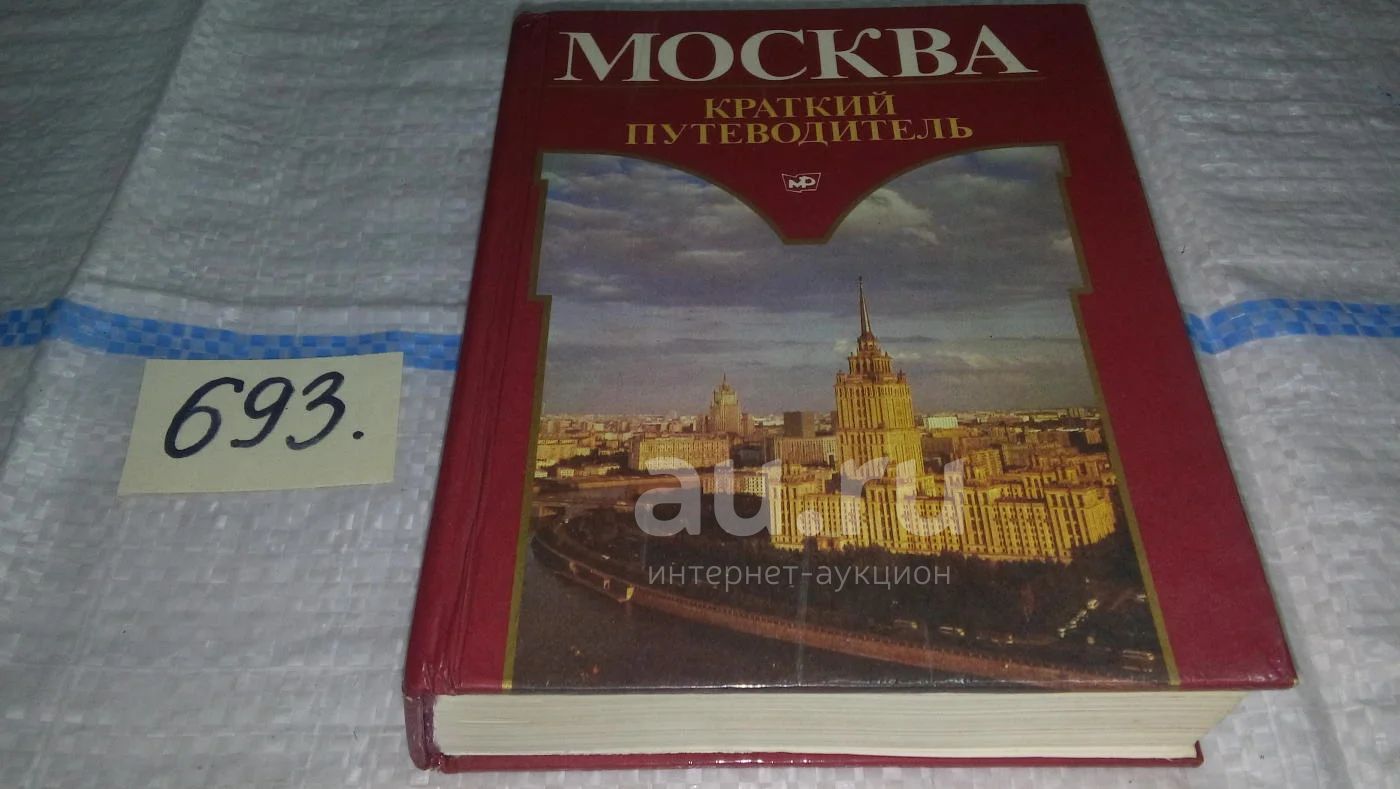 МОСКВА
КРАТКИЙ
ПУТЕВОДИТЕЛЬ
МР
693.
au.ru
интернет-аукцион